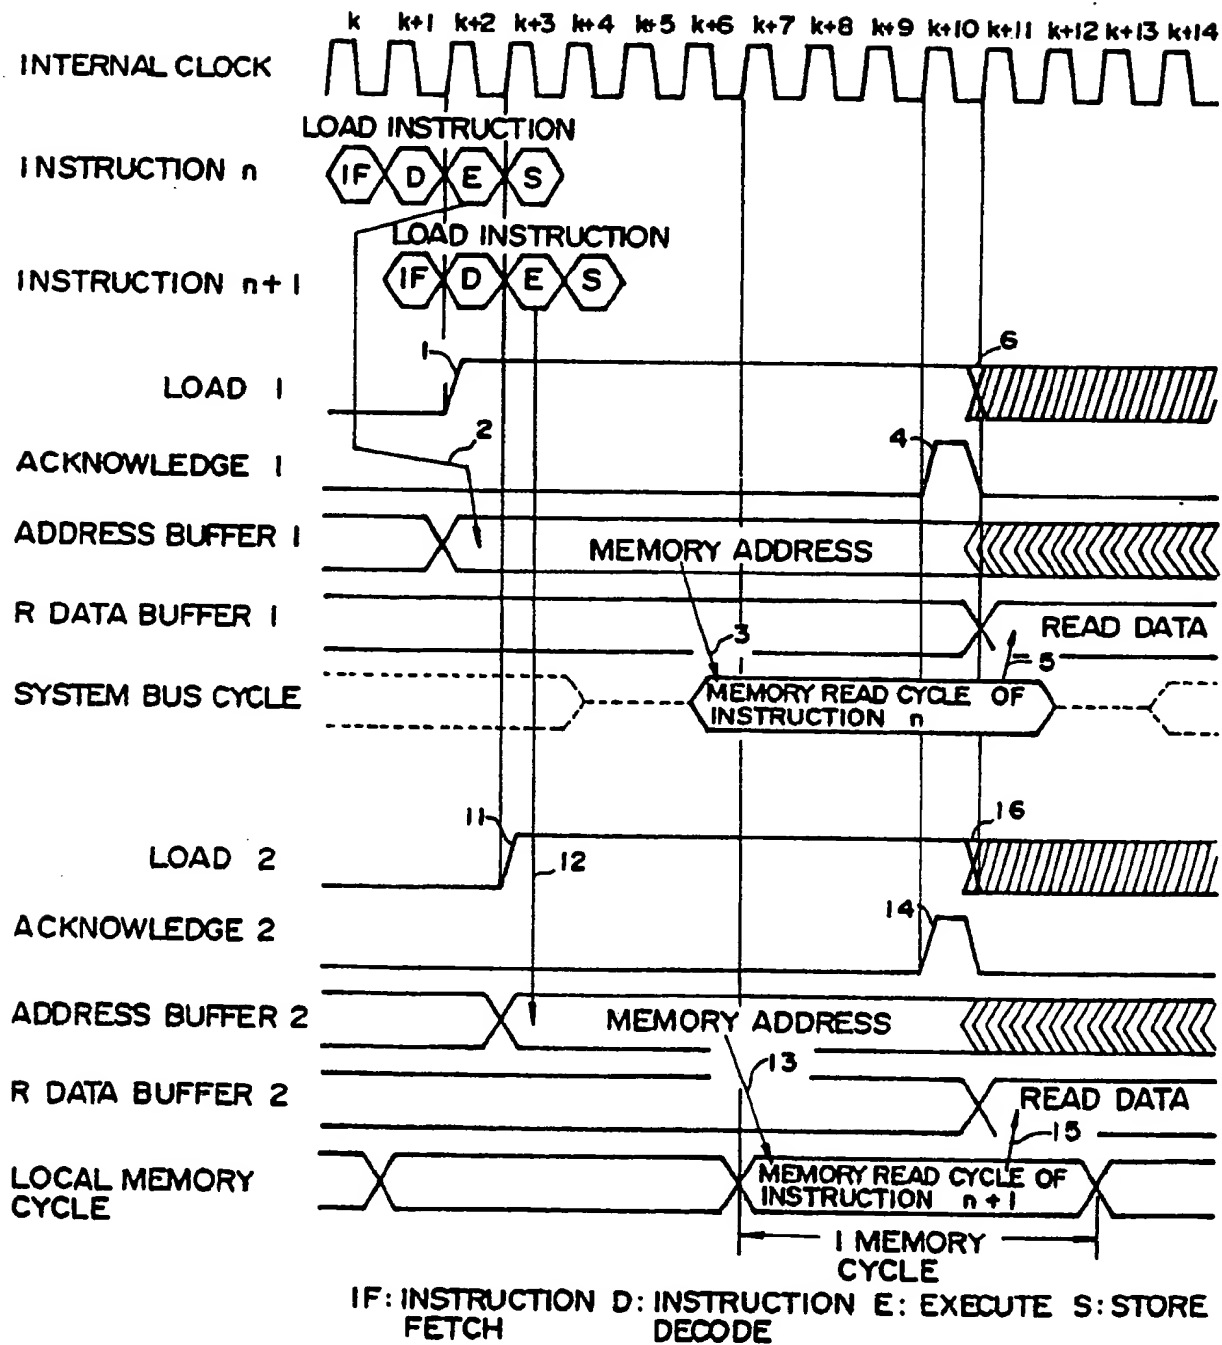 k k+1 k+2 k+3 k+4 k+5 k+6 k+7 k+8 k+9 k+10 k+11 k+12 k+13 k+14
INTERNAL CLOCK
LOAD INSTRUCTION
INSTRUCTION n IF D E S
LOAD INSTRUCTION
INSTRUCTION n+1 IF D E S
1 6
LOAD 1
2 4
ACKNOWLEDGE 1
ADDRESS BUFFER 1 MEMORY ADDRESS
R DATA BUFFER 1 READ DATA
3 5
SYSTEM BUS CYCLE MEMORY READ CYCLE OF
INSTRUCTION n
11 16
LOAD 2 12
14
ACKNOWLEDGE 2
ADDRESS BUFFER 2 MEMORY ADDRESS
13
R DATA BUFFER 2 READ DATA
15
LOCAL MEMORY
CYCLE
MEMORY READ CYCLE OF
INSTRUCTION n+1
1 MEMORY
CYCLE
IF: INSTRUCTION FETCH D: INSTRUCTION DECODE E: EXECUTE S: STORE